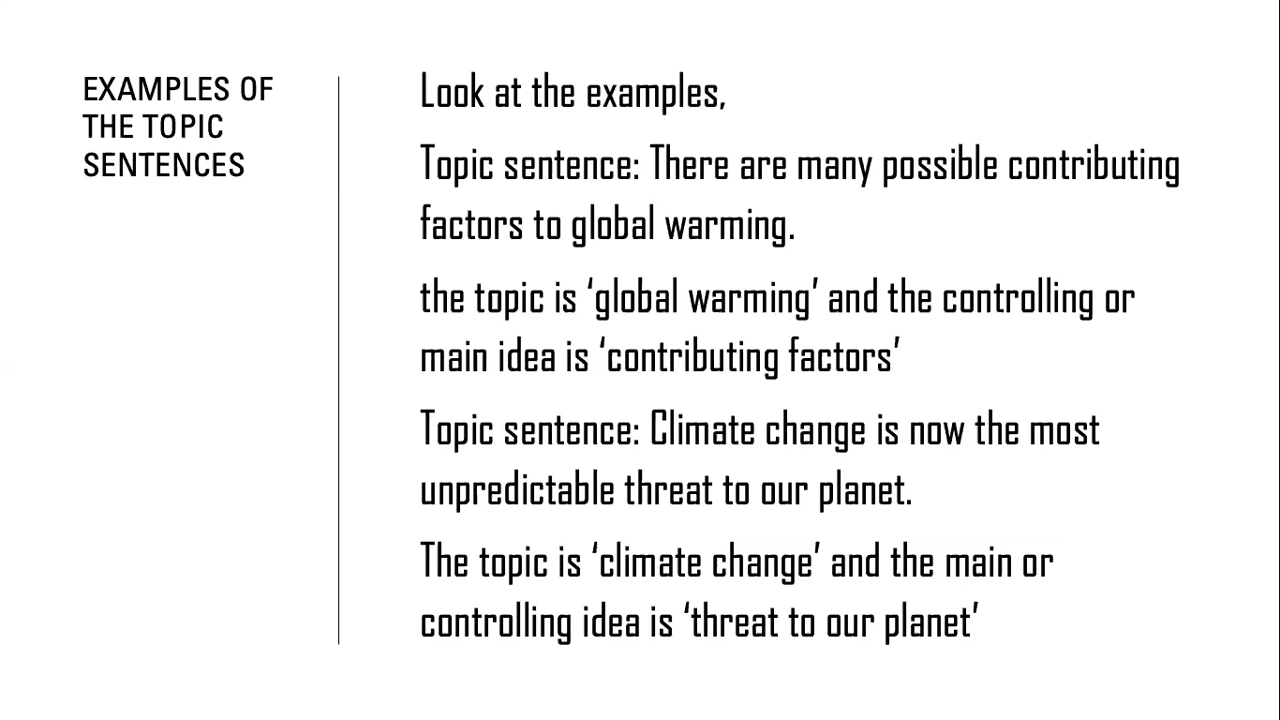 EXAMPLES OF
THE TOPIC
SENTENCES
Look at the examples,
Topic sentence: There are many possible contributing
factors to global warming.
the topic is ‘global warming’ and the controlling or
main idea is ‘contributing factors’
Topic sentence: Climate change is now the most
unpredictable threat to our planet.
The topic is ‘climate change’ and the main or
controlling idea is ‘threat to our planet’